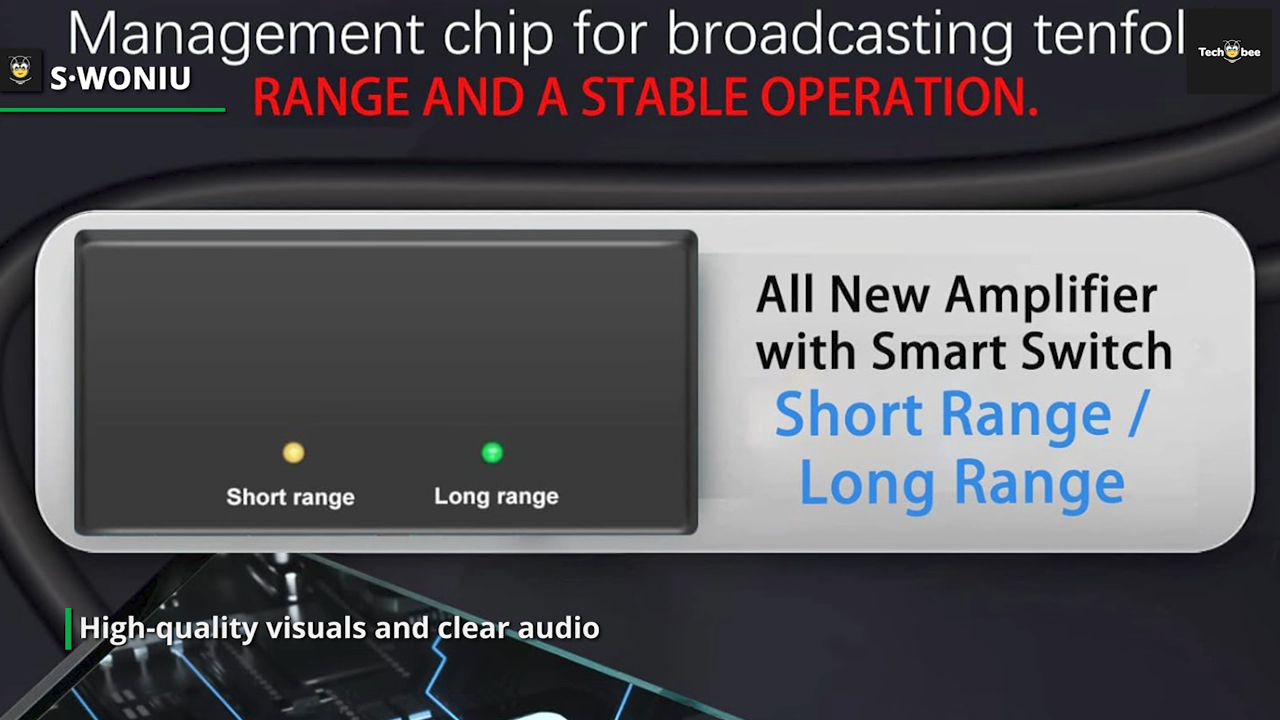 Management chip for broadcasting tenfol
Tech bee
S·WONIU
RANGE AND A STABLE OPERATION.
All New Amplifier
with Smart Switch
Short Range /
Long Range
Short range
Long range
High-quality visuals and clear audio